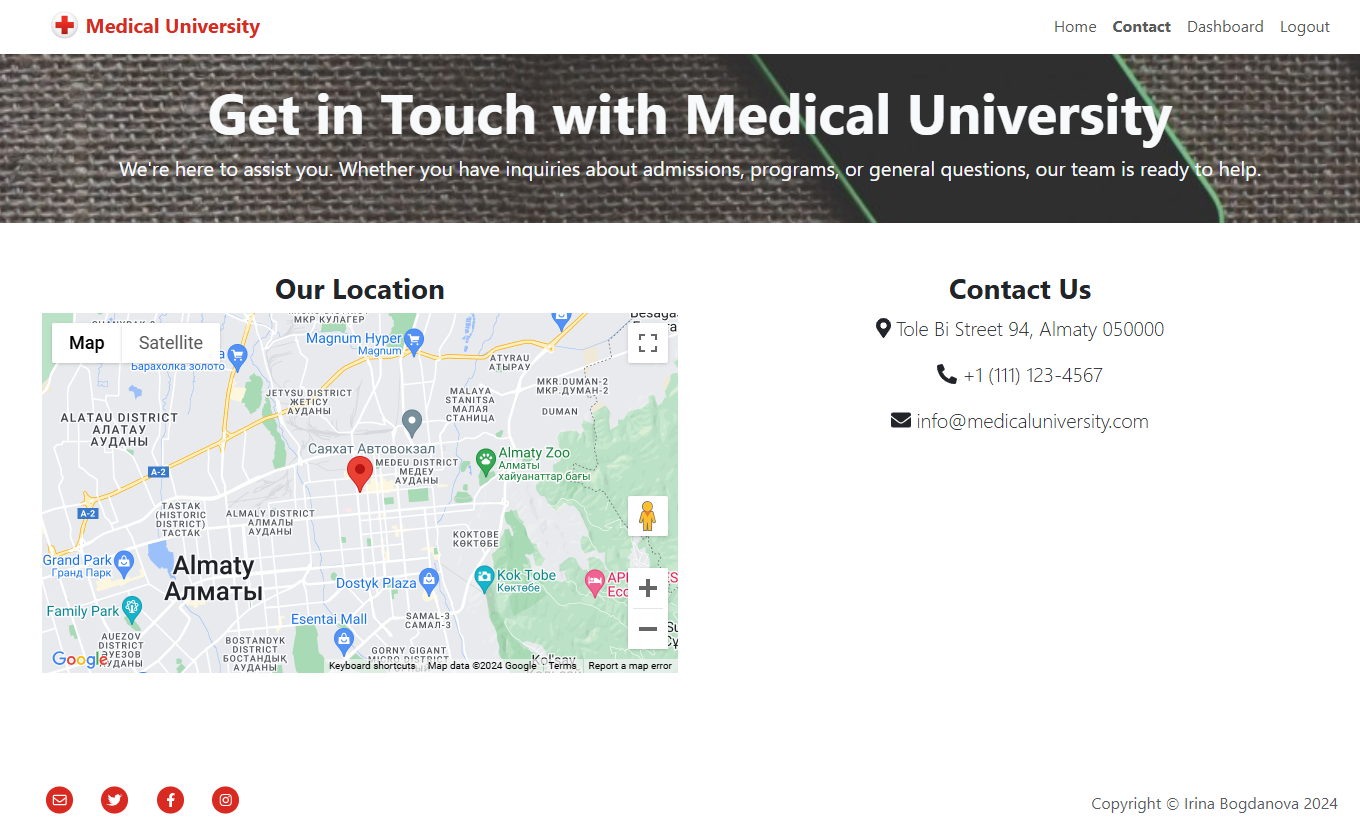 Medical University
Home Contact Dashboard Logout
Get in Touch with Medical University
We're here to assist you. Whether you have inquiries about admissions, programs, or general questions, our team is ready to help.
Our Location
Map Satellite
МКР КУЛАГЕР
Magnum Hyper
Magnum
Барахолка золото
ATYRAU
АТЫРАУ
JETYSU DISTRICT
ЖЕТІСУ
АУДАНЫ
MALAYA
STANITSA
МАЛАЯ
СТАНИЦА
MKR.DUMAN-2
МКР.ДУМАН-2
DUMAN
ALATAU DISTRICT
АЛАТАУ
АУДАНЫ
Саяхат Автовокзал
MEDEU DISTRICT
МЕДЕУ
АУДАНЫ
Almaty Zoo
Алматы
хайуанаттар бағы
A-2
A-2
TASTAK
(HISTORIC
DISTRICT)
ТАСТАК
ALMALY DISTRICT
АЛМАЛЫ
АУДАНЫ
KOKTOBE
КӨКТӨБЕ
Grand Park
Гранд Парк
Almaty
Алматы
Dostyk Plaza
Kok Tobe
Көктөбе
Family Park
Esentai Mall
SAMAL-3
САМАЛ-3
AUEZOV
DISTRICT
ӘУЕЗОВ
АУДАНЫ
BOSTANDYK
DISTRICT
БОСТАНДЫҚ
АУДАНЫ
GORNY GIGANT
Google
Keyboard shortcuts Map data ©2024 Google Terms Report a map error
Contact Us
Tole Bi Street 94, Almaty 050000
+1 (111) 123-4567
info@medicaluniversity.com
Copyright © Irina Bogdanova 2024